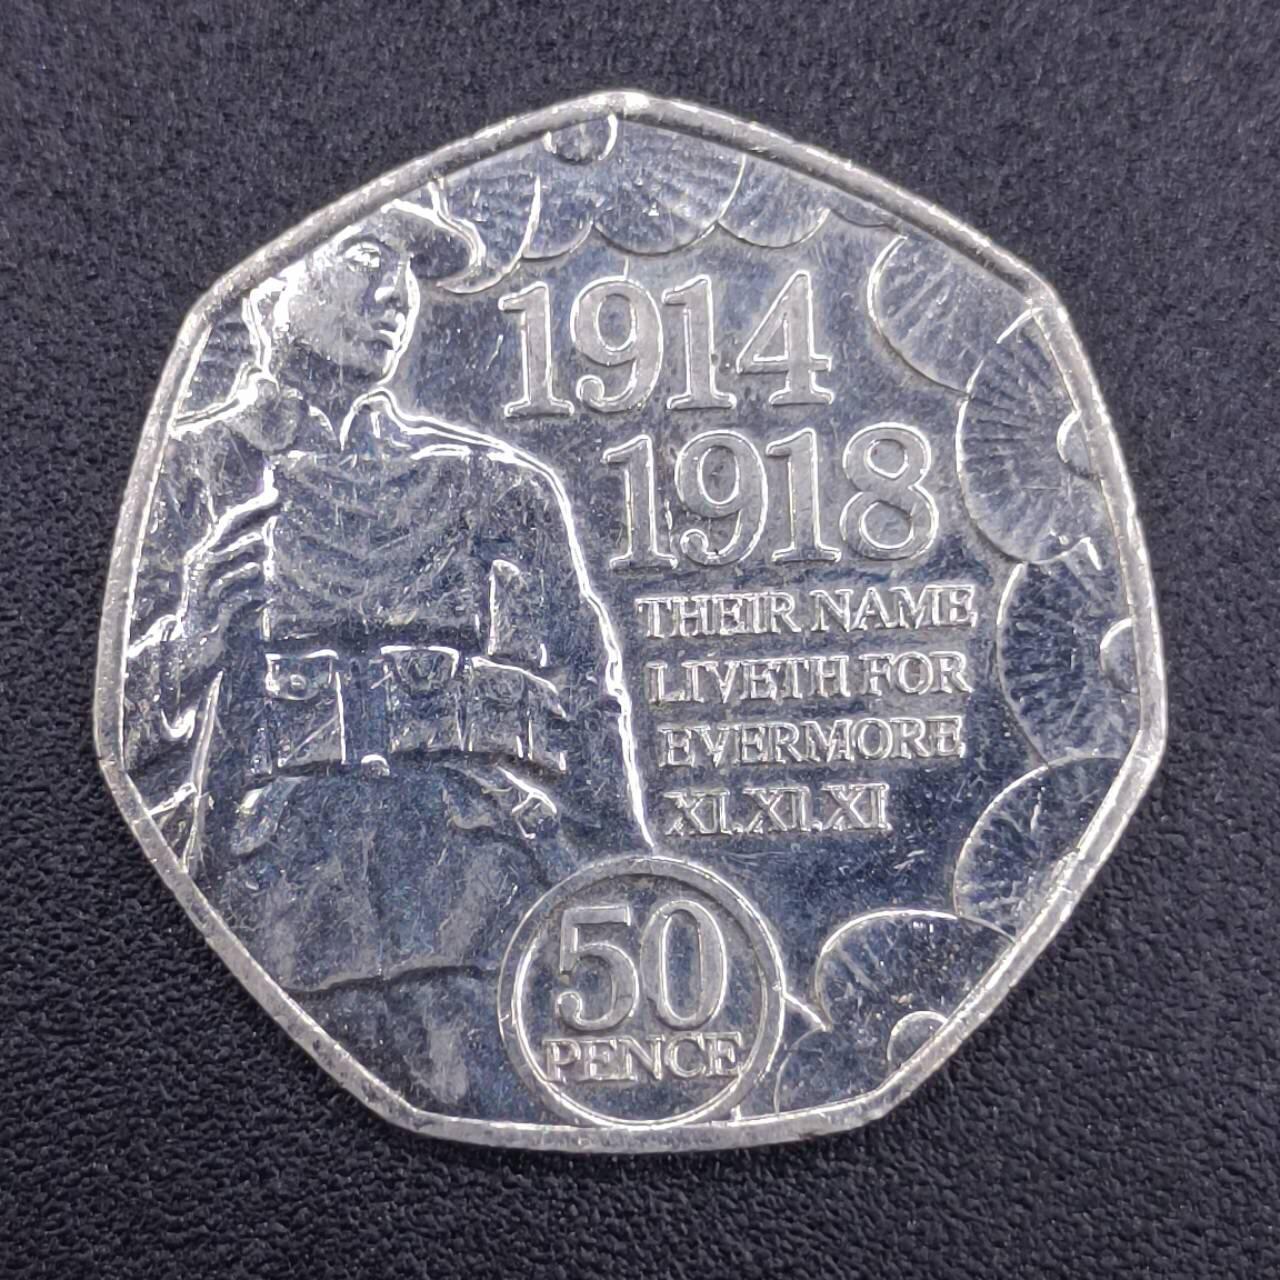 1914
1918
THEIR NAME
LIVETH FOR
EVERMORE
XI.XI.XI
50
PENCE